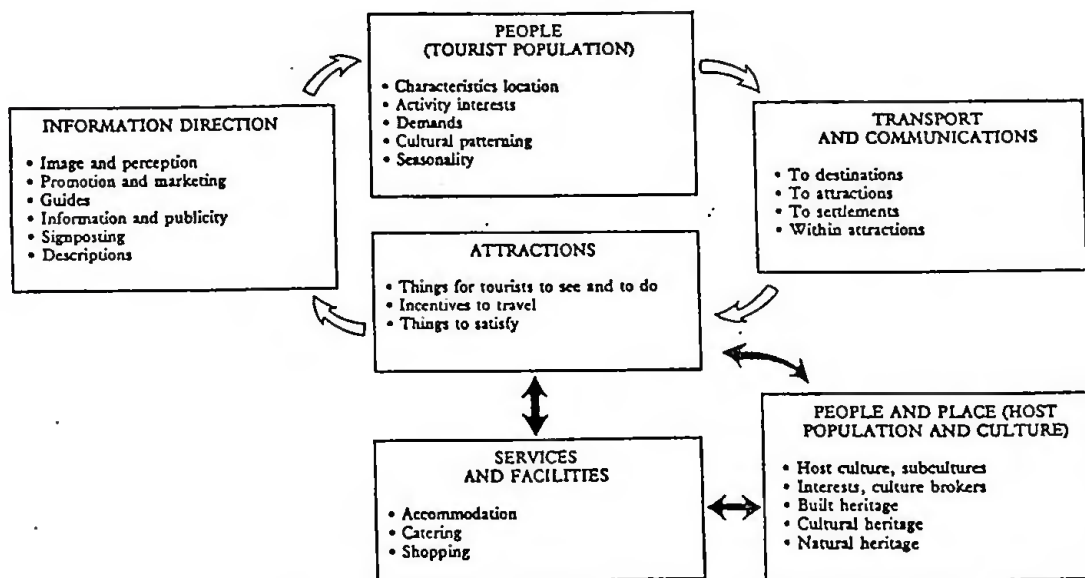 PEOPLE
(TOURIST POPULATION)
• Characteristics location
• Activity interests
• Demands
• Cultural patterning
• Seasonality
INFORMATION DIRECTION
• Image and perception
• Promotion and marketing
• Guides
• Information and publicity
• Signposting
• Descriptions
TRANSPORT
AND COMMUNICATIONS
• To destinations
• To attractions
• To settlements
• Within attractions
ATTRACTIONS
• Things for tourists to see and to do
• Incentives to travel
• Things to satisfy
PEOPLE AND PLACE (HOST
POPULATION AND CULTURE)
• Host culture, subcultures
• Interests, culture brokers
• Built heritage
• Cultural heritage
• Natural heritage
SERVICES
AND FACILITIES
• Accommodation
• Catering
• Shopping